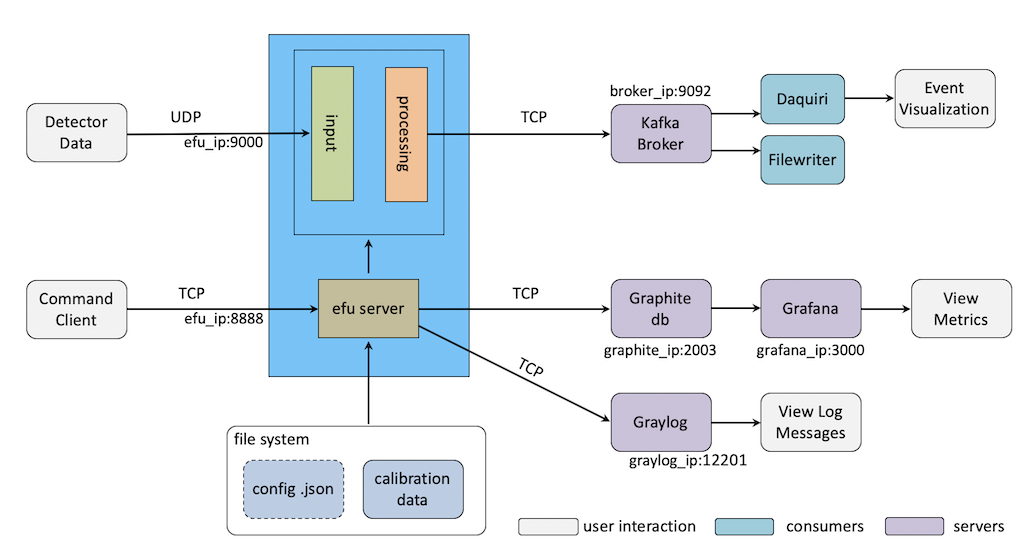 Detector
Data
UDP
efu_ip:9000
input
processing
TCP
broker_ip:9092
Kafka
Broker
Daquiri
Filewriter
Event
Visualization
Command
Client
TCP
efu_ip:8888
efu server
TCP
Graphite
db
graphite_ip:2003
Grafana
grafana_ip:3000
View
Metrics
TCP
Graylog
graylog_ip:12201
View Log
Messages
file system
config .json
calibration
data
user interaction
consumers
servers